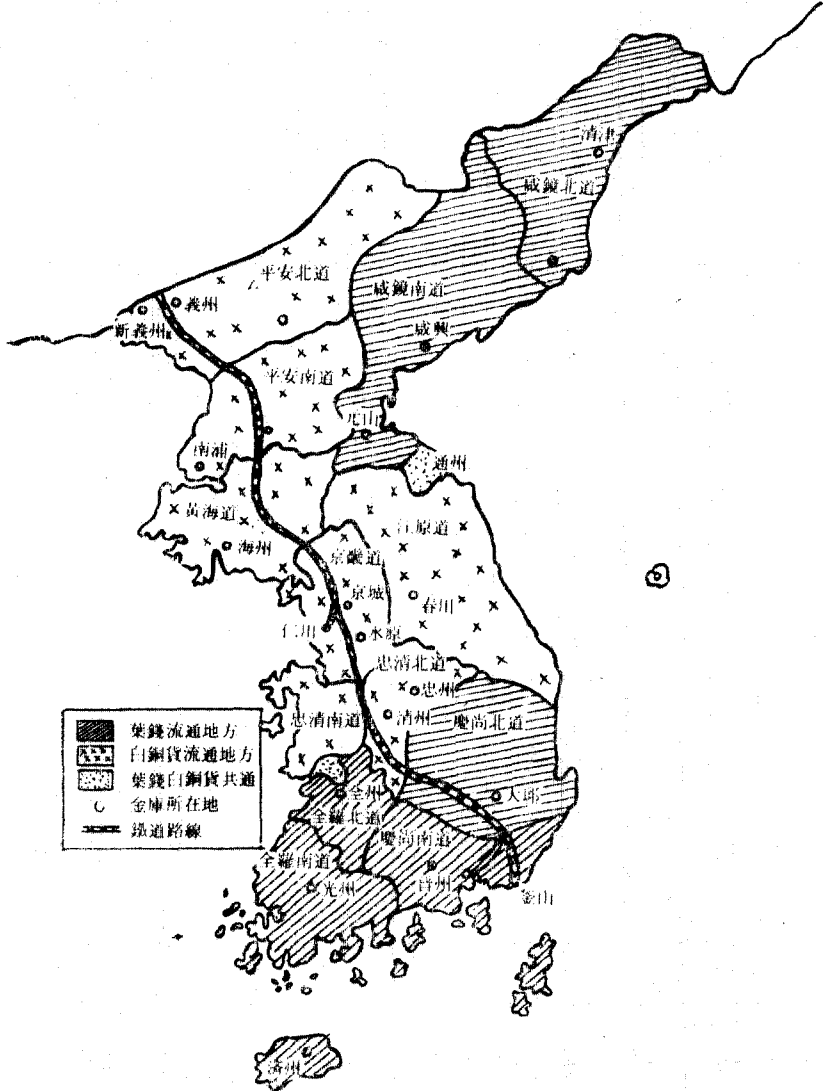 清津
咸鏡北道
平安北道
咸鏡南道
義州
新義州
咸興
平安南道
元山
南浦
通州
黃海道
江原道
海州
京畿道
京城
春川
仁川
水原
忠清北道
忠州
忠清南道
清州
慶尚北道
葉錢流通地方
白銅貨流通地方
葉錢白銅貨共通
金庫所在地
鐵道路線
全州
大邱
全羅北道
慶尚南道
全羅南道
晋州
光州
釜山
済州